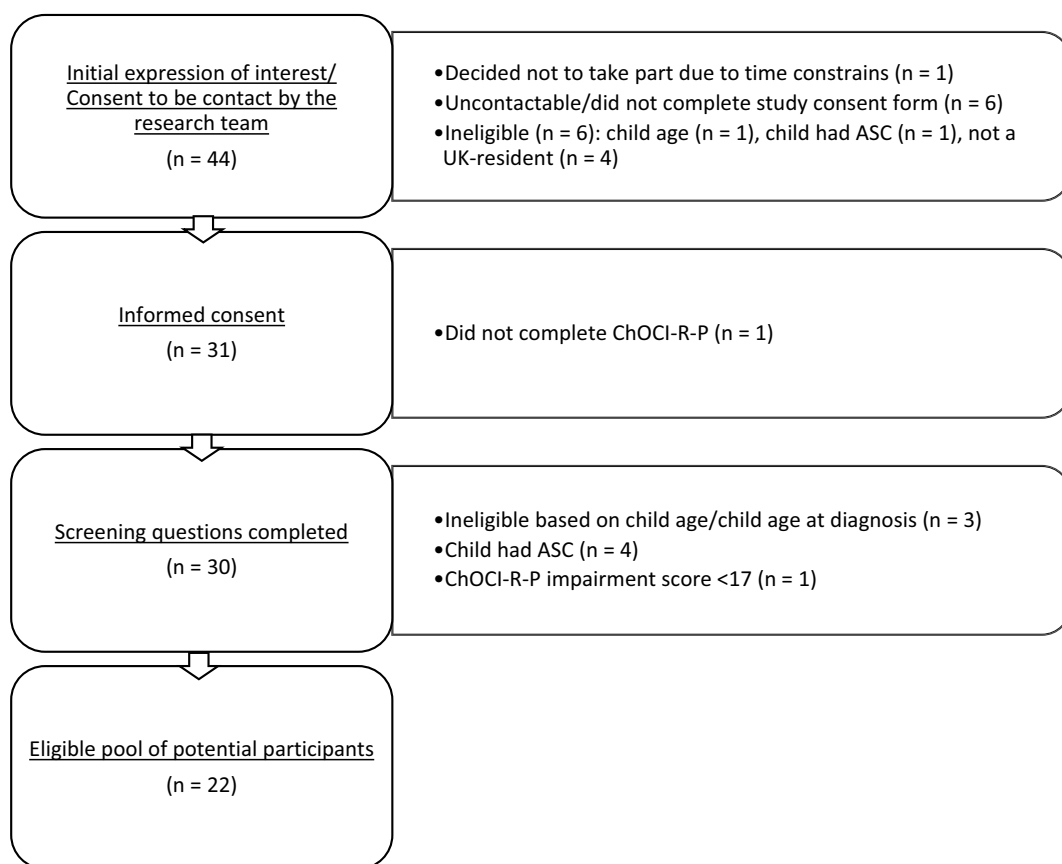 Initial expression of interest/
Consent to be contact by the
research team
(n = 44)
•Decided not to take part due to time constrains (n = 1)
•Uncontactable/did not complete study consent form (n = 6)
•Ineligible (n = 6): child age (n = 1), child had ASC (n = 1), not a
UK-resident (n = 4)
Informed consent
(n = 31)
•Did not complete ChOCI-R-P (n = 1)
Screening questions completed
(n = 30)
•Ineligible based on child age/child age at diagnosis (n = 3)
•Child had ASC (n = 4)
•ChOCI-R-P impairment score <17 (n = 1)
Eligible pool of potential participants
(n = 22)